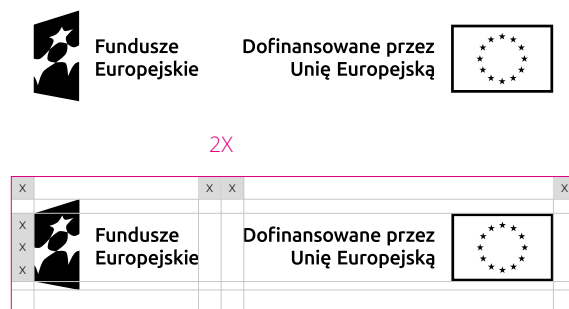 Fundusze
Europejskie
Dofinansowane przez
Unię Europejską
2X
x x x x
x
x
x
Fundusze
Europejskie
Dofinansowane przez
Unię Europejską